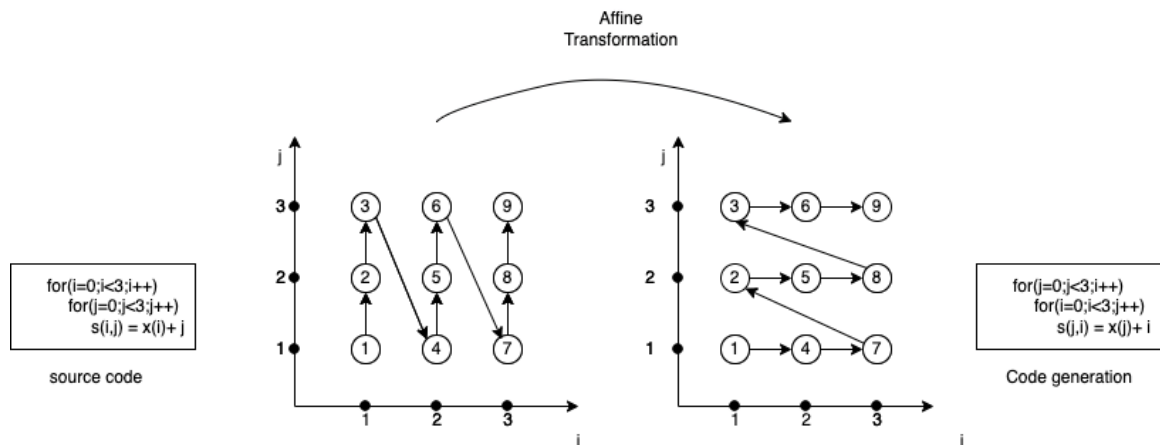 Affine
Transformation
j
3
2
1
3
6
9
2
5
8
1
4
7
1
2
3
for(i=0;i<3;i++)
for(j=0;j<3;j++)
s(i,j) = x(i)+ j
source code
j
3
2
1
3
6
9
2
5
8
1
4
7
1
2
3
for(j=0;j<3;i++)
for(i=0;i<3;j++)
s(j,i) = x(j)+ i
Code generation